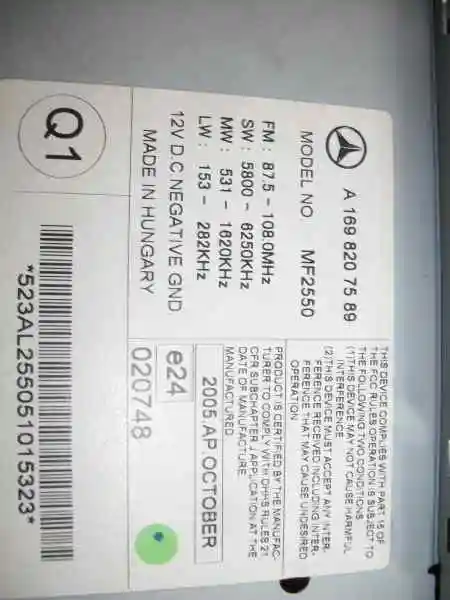 A 169 820 75 89
MODEL NO. MF2550
FM : 87.5 - 108.0MHz
SW : 5800 - 6250KHz
MW : 531 - 1620KHz
LW : 153 - 282KHz
12V D.C.NEGATIVE GND.
MADE IN HUNGARY
THIS DEVICE COMPLIES WITH PART 15 OF
THE FCC RULES OPERATION IS SUBJECT TO
THE FOLLOWING TWO CONDITIONS
(1)THIS DEVICE MAY NOT CAUSE HARMFUL
INTERFERENCE
(2)THIS DEVICE MUST ACCEPT ANY INTER-
FERENCE RECEIVED INCLUDING INTER-
FERENCE THAT MAY CAUSE UNDESIRED
OPERATION.
PRODUCT IS CERTIFIED BY THE MANUFAC-
TURER TO COMPLY WITH DHHS RULES 21
CFR SUBCHAPTER J APPLICATION AT THE
DATE OF MANUFACTURE.
MANUFACTURED
2005.AP.OCTOBER
e24
020748
Q1
*523AL255051015323*